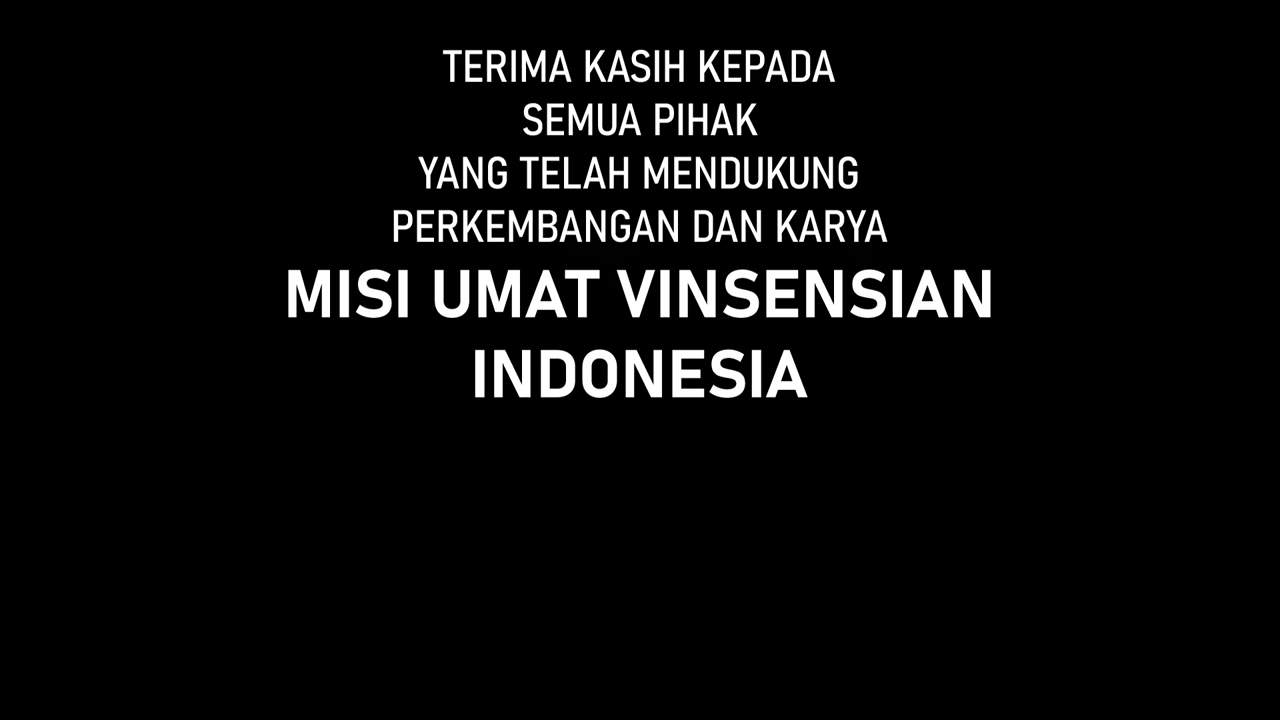 TERIMA KASIH KEPADA
SEMUA PIHAK
YANG TELAH MENDUKUNG
PERKEMBANGAN DAN KARYA
MISI UMAT VINSENSIAN
INDONESIA